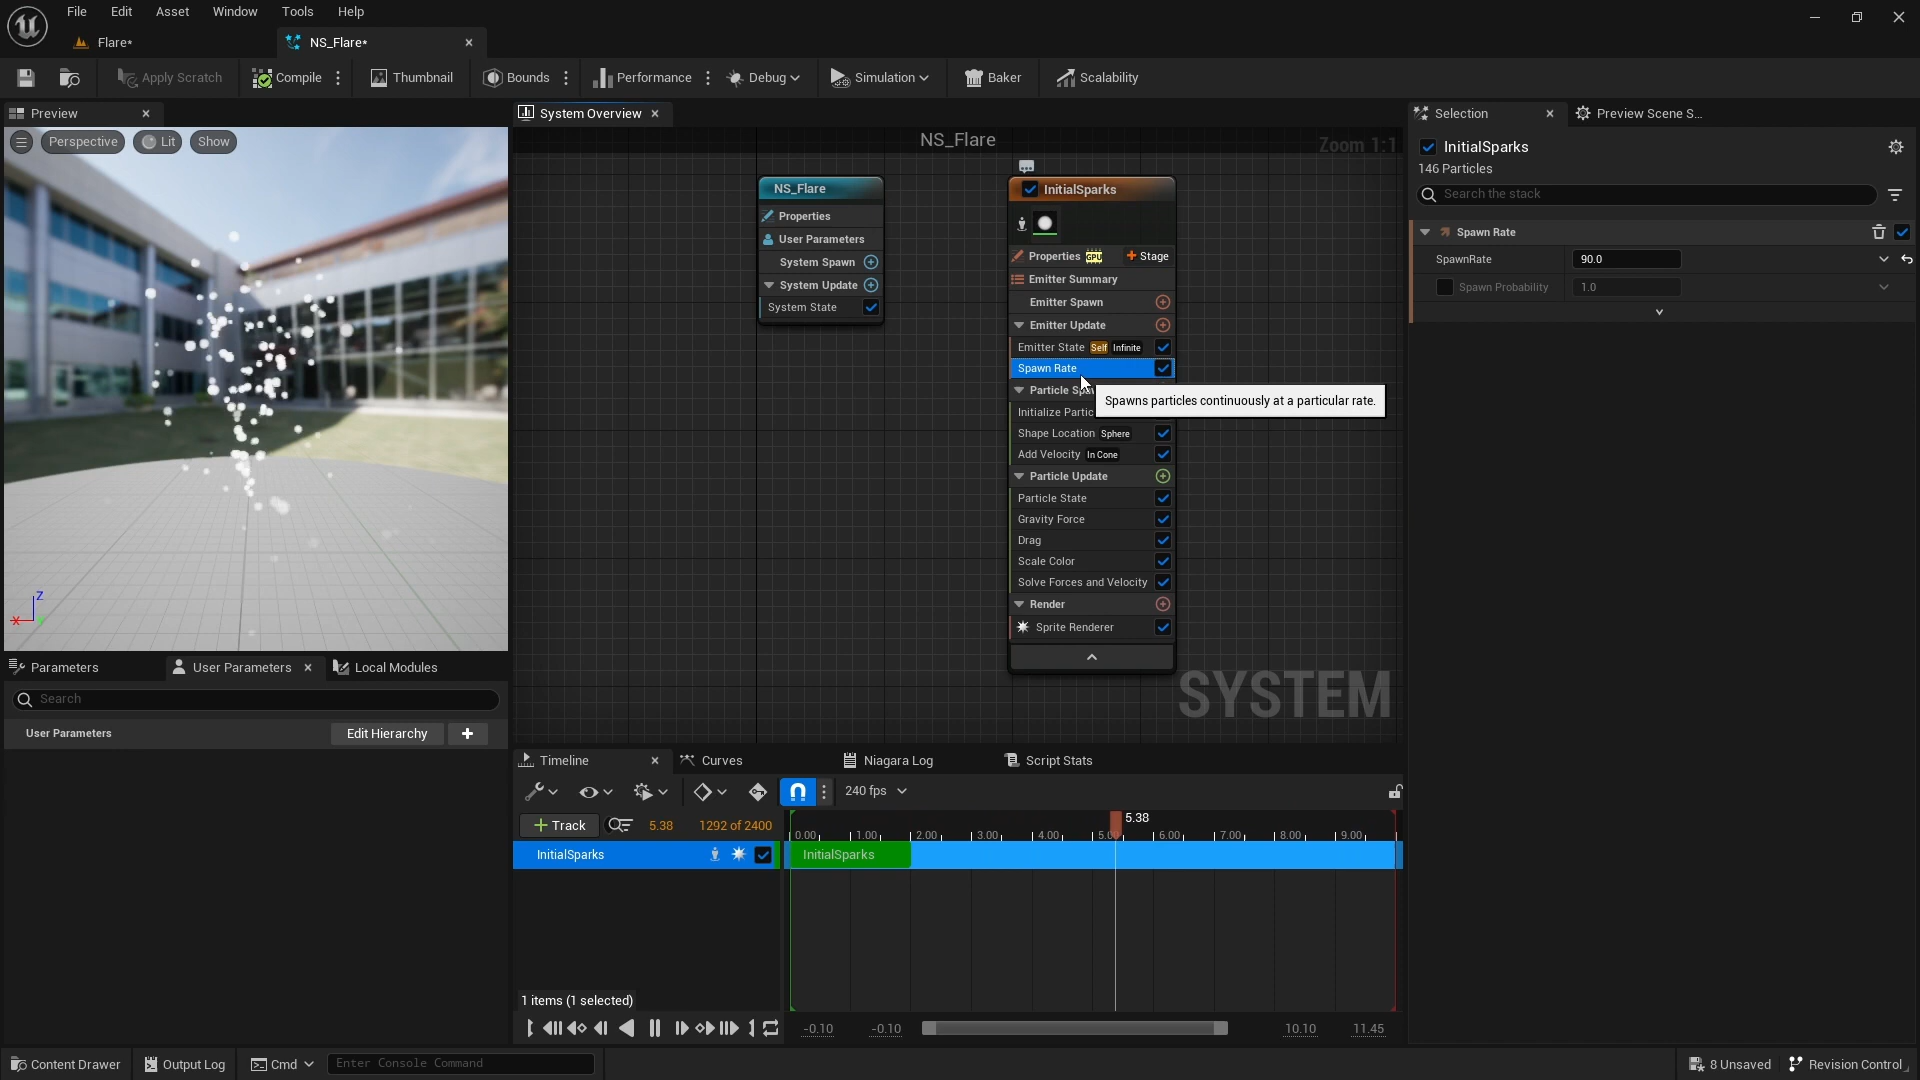 File Edit Asset Window Tools Help
Flare* NS_Flare*
Apply Scratch Compile Thumbnail Bounds Performance Debug Simulation Baker Scalability
Preview
Perspective Lit Show
Z
X
System Overview
NS_Flare
Zoom 1:1
NS_Flare
Properties
User Parameters
System Spawn
System Update
System State
InitialSparks
Properties GPU Stage
Emitter Summary
Emitter Spawn
Emitter Update
Emitter State Self Infinite
Spawn Rate
Particle Spaw
Spawns particles continuously at a particular rate.
Initialize Partic
Shape Location Sphere
Add Velocity In Cone
Particle Update
Particle State
Gravity Force
Drag
Scale Color
Solve Forces and Velocity
Render
Sprite Renderer
SYSTEM
Selection Preview Scene S...
InitialSparks
146 Particles
Search the stack
Spawn Rate
SpawnRate 90.0
Spawn Probability 1.0
Parameters User Parameters Local Modules
Search
User Parameters Edit Hierarchy
Timeline Curves Niagara Log Script Stats
240 fps
Track 5.38 1292 of 2400
5.38
0.00 1.00 2.00 3.00 4.00 5.00 6.00 7.00 8.00 9.00
InitialSparks InitialSparks
1 items (1 selected)
-0.10 -0.10 10.10 11.45
Content Drawer Output Log Cmd Enter Console Command 8 Unsaved Revision Control